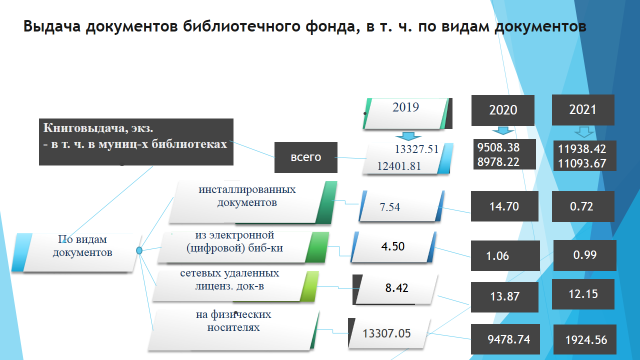 Выдача документов библиотечного фонда, в т. ч. по видам документов
2019
2020
2021
Книговыдача, экз.
- в т. ч. в муниц-х библиотеках
всего
13327.51
12401.81
9508.38
8978.22
11938.42
11093.67
По видам
документов
инсталлированных
документов
7.54
14.70
0.72
из электронной
(цифровой) биб-ки
4.50
1.06
0.99
сетевых удаленных
лиценз. док-в
8.42
13.87
12.15
на физических
носителях
13307.05
9478.74
1924.56